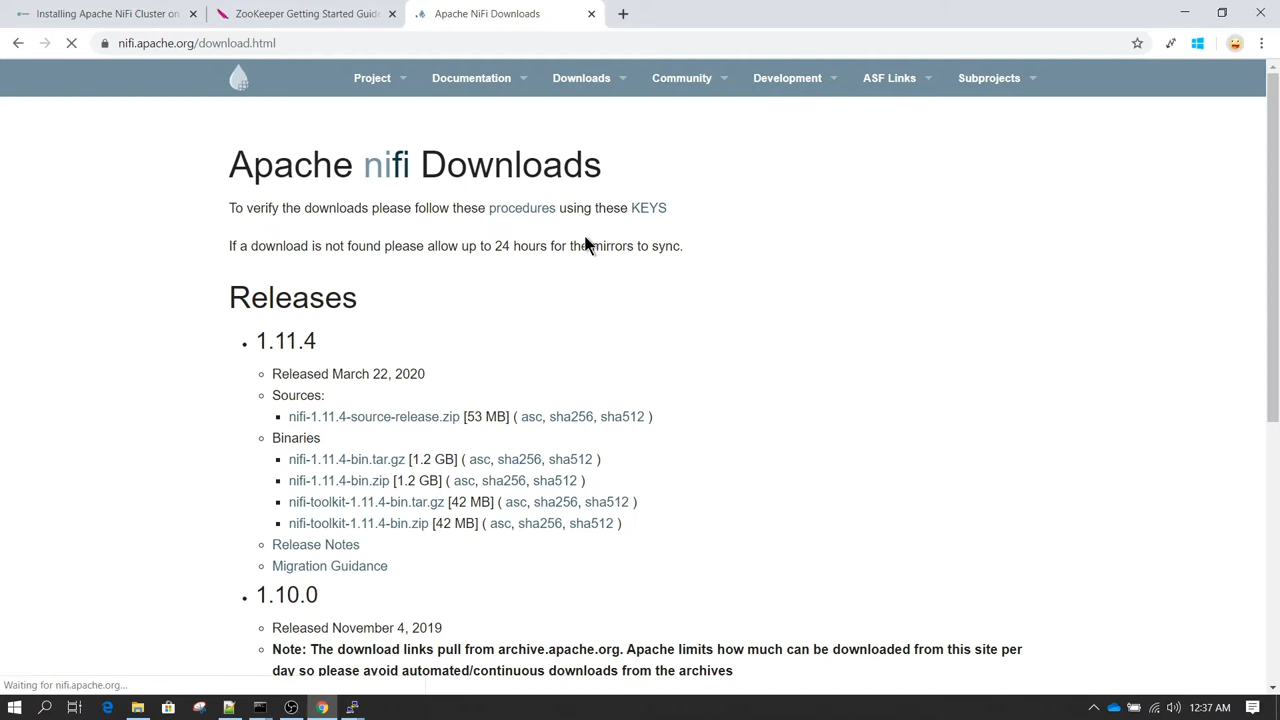 Installing Apache NiFi Cluster on
ZooKeeper Getting Started Guide
Apache NiFi Downloads
nifi.apache.org/download.html
Project
Documentation
Downloads
Community
Development
ASF Links
Subprojects
Apache nifi Downloads
To verify the downloads please follow these procedures using these KEYS
If a download is not found please allow up to 24 hours for the mirrors to sync.
Releases
1.11.4
Released March 22, 2020
Sources:
nifi-1.11.4-source-release.zip [53 MB] ( asc, sha256, sha512 )
Binaries
nifi-1.11.4-bin.tar.gz [1.2 GB] ( asc, sha256, sha512 )
nifi-1.11.4-bin.zip [1.2 GB] ( asc, sha256, sha512 )
nifi-toolkit-1.11.4-bin.tar.gz [42 MB] ( asc, sha256, sha512 )
nifi-toolkit-1.11.4-bin.zip [42 MB] ( asc, sha256, sha512 )
Release Notes
Migration Guidance
1.10.0
Released November 4, 2019
Note: The download links pull from archive.apache.org. Apache limits how much can be downloaded from this site per
day so please avoid automated/continuous downloads from the archives
Waiting for nifi.apache.org...
12:37 AM